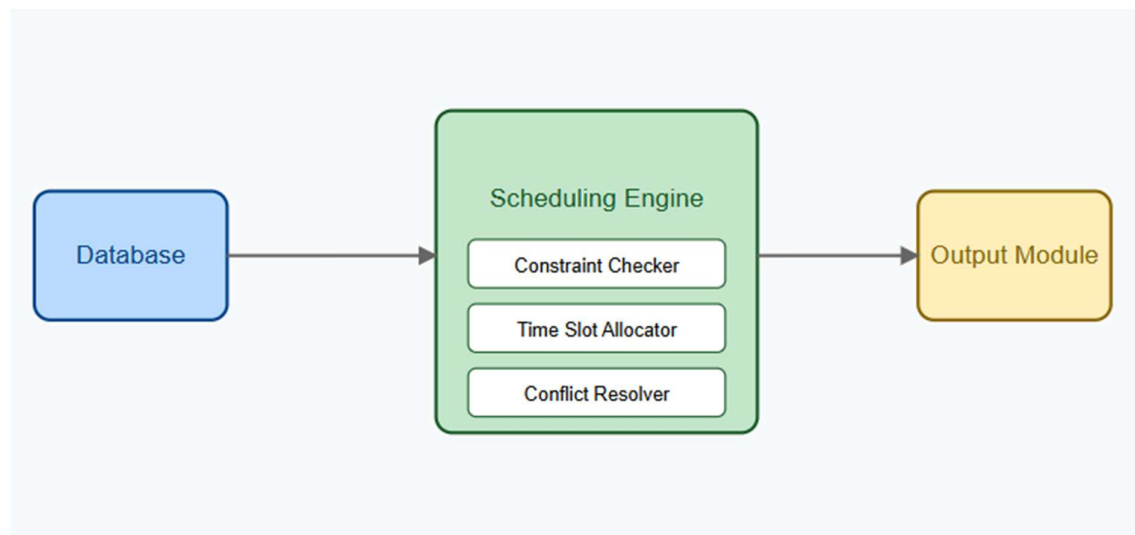 Database
Scheduling Engine
Constraint Checker
Time Slot Allocator
Conflict Resolver
Output Module